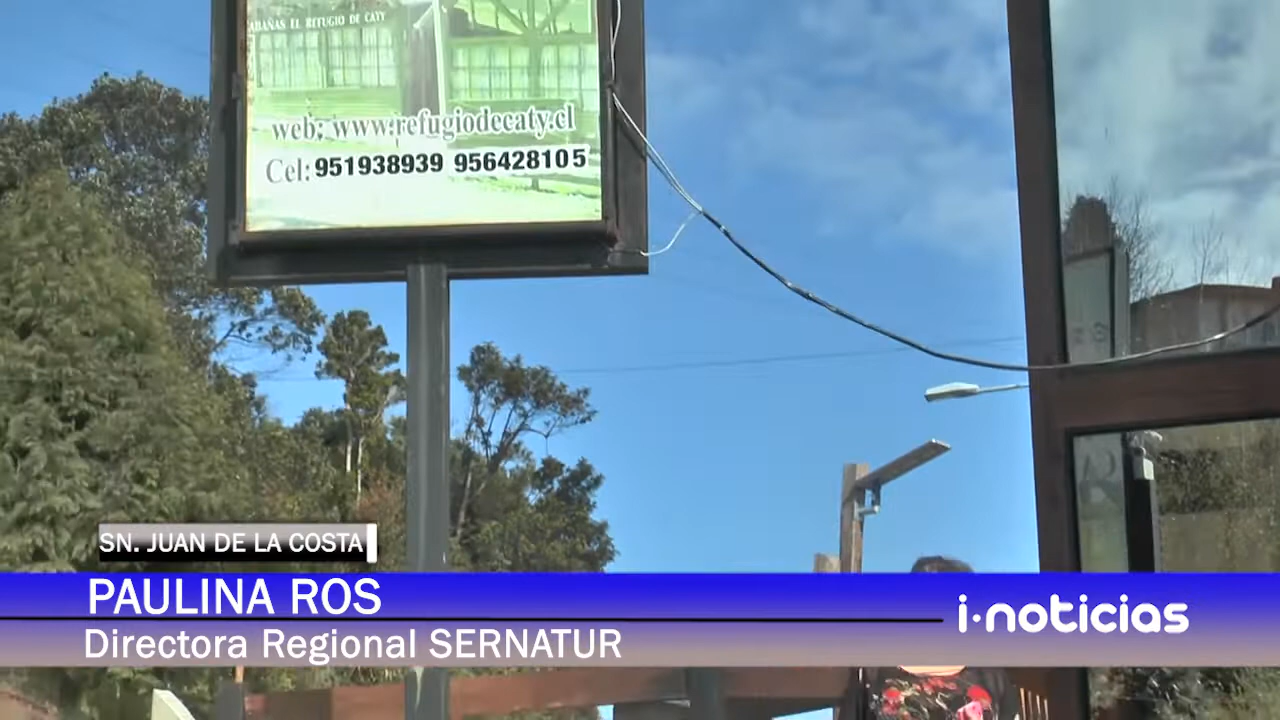 ABAÑAS EL REFUGIO DE CATY
web; www.refugiodecaty.cl
Cel:951938939 956428105
SN. JUAN DE LA COSTA
PAULINA ROS
Directora Regional SERNATUR
i·noticias